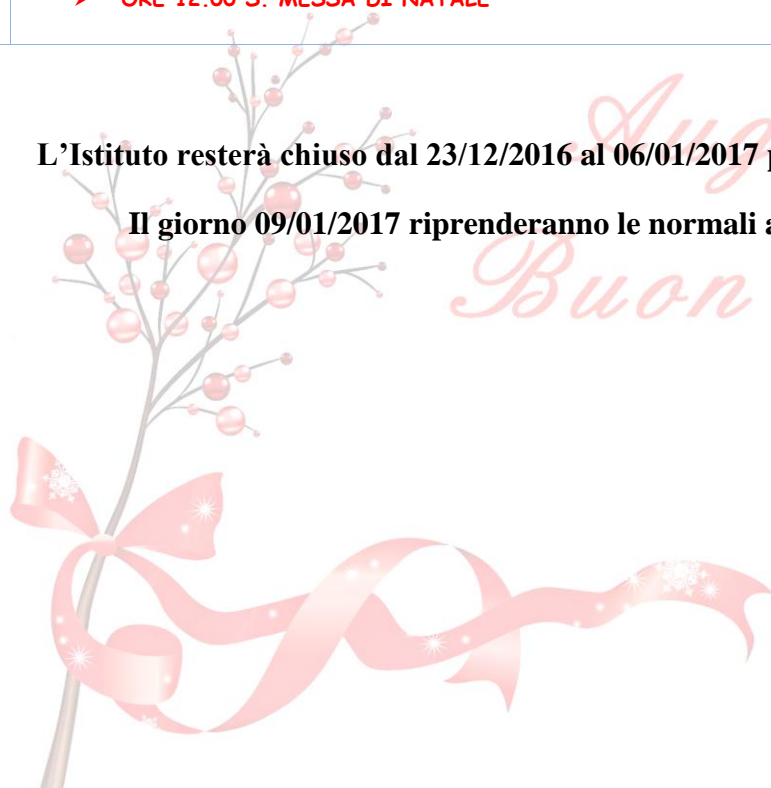 ORE 12.00 S. MESSA DI NATALE
Aug
L’Istituto resterà chiuso dal 23/12/2016 al 06/01/2017 p
Il giorno 09/01/2017 riprenderanno le normali a
Buon